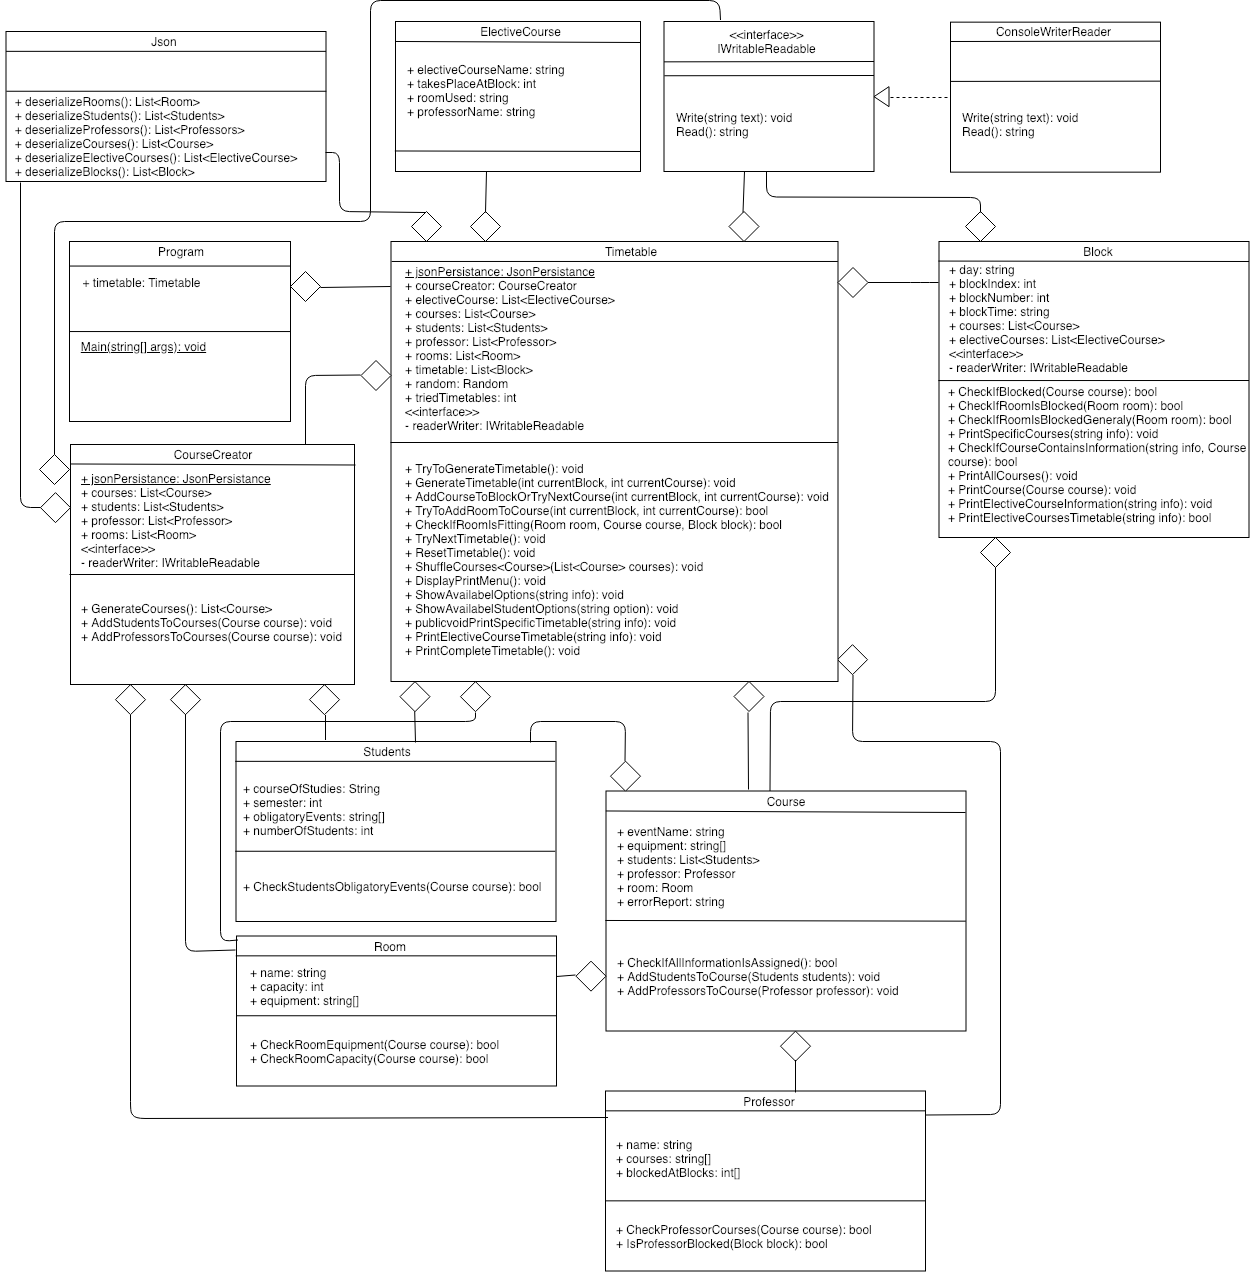 Json
+ deserializeRooms(): List<Room>
+ deserializeStudents(): List<Students>
+ deserializeProfessors(): List<Professors>
+ deserializeCourses(): List<Course>
+ deserializeElectiveCourses(): List<ElectiveCourse>
+ deserializeBlocks(): List<Block>
ElectiveCourse
+ electiveCourseName: string
+ takesPlaceAtBlock: int
+ roomUsed: string
+ professorName: string
<<interface>>
IWritableReadable
Write(string text): void
Read(): string
ConsoleWriterReader
Write(string text): void
Read(): string
Program
+ timetable: Timetable
Main(string[] args): void
Timetable
+ jsonPersistance: JsonPersistance
+ courseCreator: CourseCreator
+ electiveCourse: List<ElectiveCourse>
+ courses: List<Course>
+ students: List<Students>
+ professor: List<Professor>
+ rooms: List<Room>
+ timetable: List<Block>
+ random: Random
+ triedTimetables: int
<<interface>>
- readerWriter: IWritableReadable
+ TryToGenerateTimetable(): void
+ GenerateTimetable(int currentBlock, int currentCourse): void
+ AddCourseToBlockOrTryNextCourse(int currentBlock, int currentCourse): void
+ TryToAddRoomToCourse(int currentBlock, int currentCourse): bool
+ CheckIfRoomIsFitting(Room room, Course course, Block block): bool
+ TryNextTimetable(): void
+ ResetTimetable(): void
+ ShuffleCourses<Course>(List<Course> courses): void
+ DisplayPrintMenu(): void
+ ShowAvailabelOptions(string info): void
+ ShowAvailabelStudentOptions(string option): void
+ publicvoidPrintSpecificTimetable(string info): void
+ PrintElectiveCourseTimetable(string info): void
+ PrintCompleteTimetable(): void
Block
+ day: string
+ blockIndex: int
+ blockNumber: int
+ blockTime: string
+ courses: List<Course>
+ electiveCourses: List<ElectiveCourse>
<<interface>>
- readerWriter: IWritableReadable
+ CheckIfBlocked(Course course): bool
+ CheckIfRoomIsBlocked(Room room): bool
+ CheckIfRoomIsBlockedGeneraly(Room room): bool
+ PrintSpecificCourses(string info): void
+ CheckIfCourseContainsInformation(string info, Course
course): bool
+ PrintAllCourses(): void
+ PrintCourse(Course course): void
+ PrintElectiveCourseInformation(string info): void
+ PrintElectiveCoursesTimetable(string info): bool
CourseCreator
+ jsonPersistance: JsonPersistance
+ courses: List<Course>
+ students: List<Students>
+ professor: List<Professor>
+ rooms: List<Room>
<<interface>>
- readerWriter: IWritableReadable
+ GenerateCourses(): List<Course>
+ AddStudentsToCourses(Course course): void
+ AddProfessorsToCourses(Course course): void
Students
+ courseOfStudies: String
+ semester: int
+ obligatoryEvents: string[]
+ numberOfStudents: int
+ CheckStudentsObligatoryEvents(Course course): bool
Course
+ eventName: string
+ equipment: string[]
+ students: List<Students>
+ professor: Professor
+ room: Room
+ errorReport: string
+ CheckIfAllInformationIsAssigned(): bool
+ AddStudentsToCourse(Students students): void
+ AddProfessorsToCourse(Professor professor): void
Room
+ name: string
+ capacity: int
+ equipment: string[]
+ CheckRoomEquipment(Course course): bool
+ CheckRoomCapacity(Course course): bool
Professor
+ name: string
+ courses: string[]
+ blockedAtBlocks: int[]
+ CheckProfessorCourses(Course course): bool
+ IsProfessorBlocked(Block block): bool